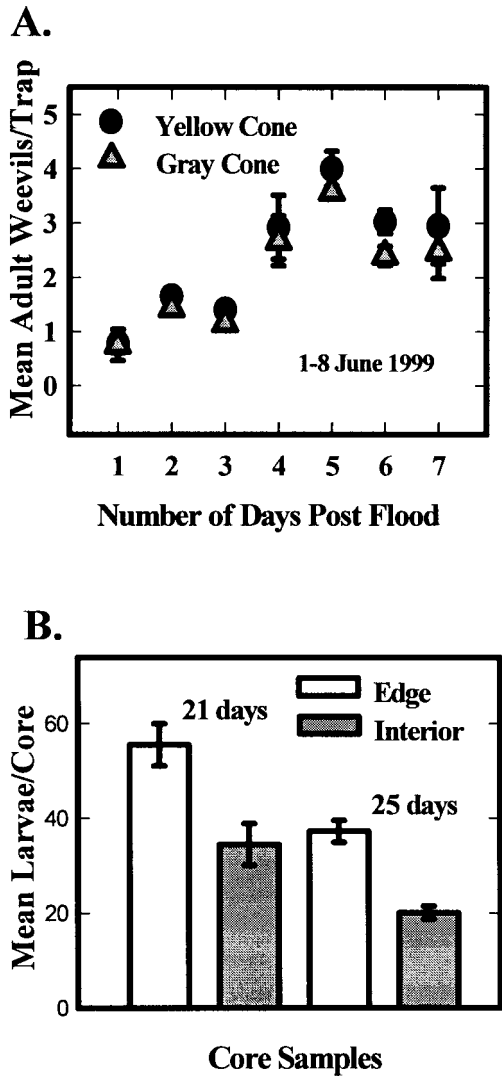 A.
Mean Adult Weevils/Trap
5
4
3
2
1
0
Yellow Cone
Gray Cone
1-8 June 1999
1 2 3 4 5 6 7
Number of Days Post Flood
B.
Mean Larvae/Core
60
40
20
0
21 days
Edge
Interior
25 days
Core Samples